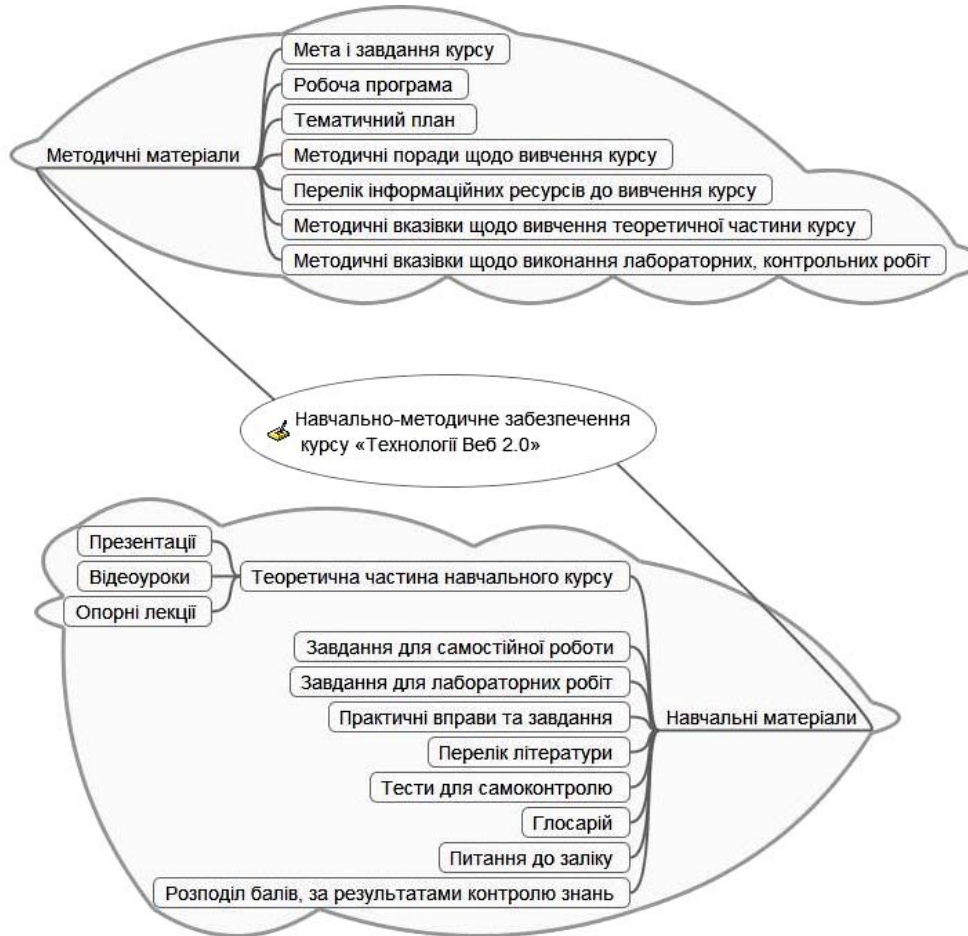 Мета і завдання курсу
Робоча програма
Тематичний план
Методичні матеріали
Методичні поради щодо вивчення курсу
Перелік інформаційних ресурсів до вивчення курсу
Методичні вказівки щодо вивчення теоретичної частини курсу
Методичні вказівки щодо виконання лабораторних, контрольних робіт
Навчально-методичне забезпечення
курсу «Технології Веб 2.0»
Презентації
Відеоуроки
Опорні лекції
Теоретична частина навчального курсу
Завдання для самостійної роботи
Завдання для лабораторних робіт
Практичні вправи та завдання
Навчальні матеріали
Перелік літератури
Тести для самоконтролю
Глосарій
Питання до заліку
Розподіл балів, за результатами контролю знань